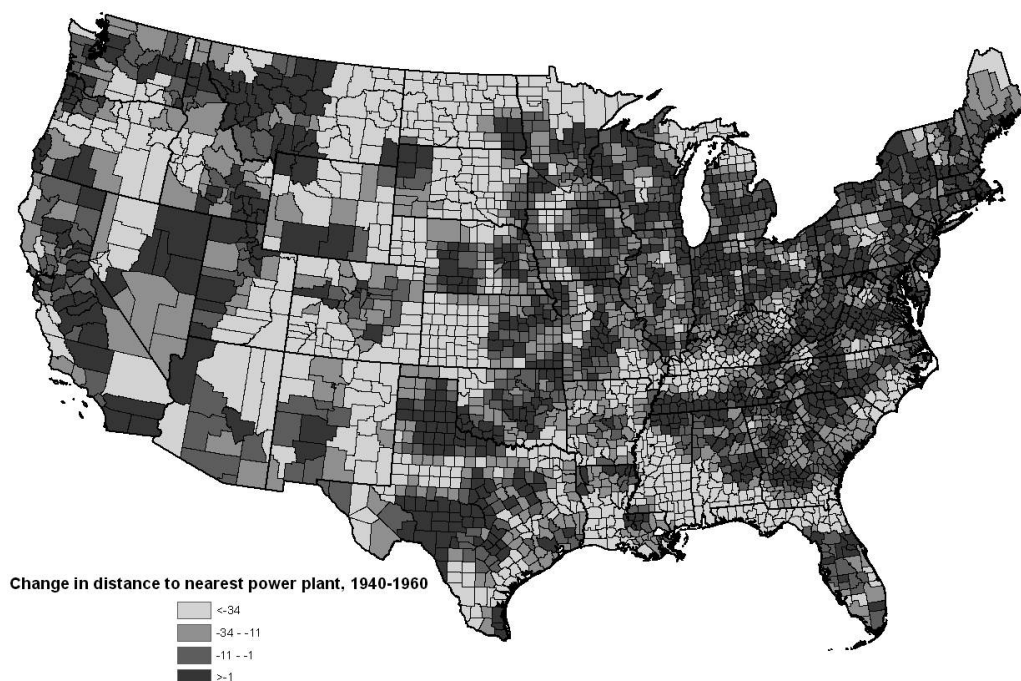 Change in distance to nearest power plant, 1940-1960
<-34
-34 - -11
-11 - -1
>-1